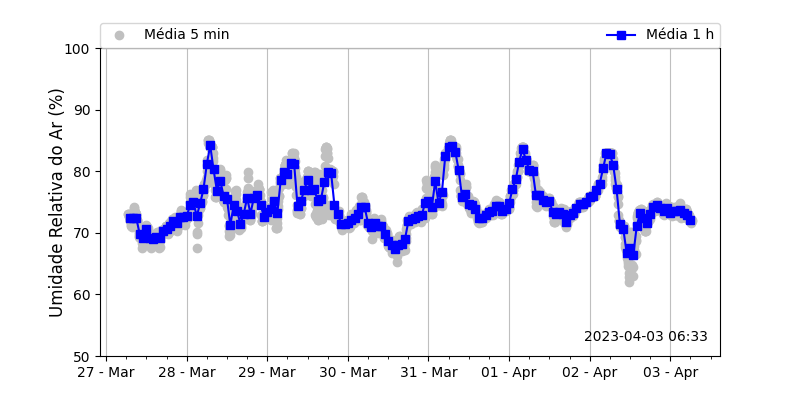 Média 5 min
Média 1 h
100
90
80
70
60
50
Umidade Relativa do Ar (%)
2023-04-03 06:33
27 - Mar
28 - Mar
29 - Mar
30 - Mar
31 - Mar
01 - Apr
02 - Apr
03 - Apr